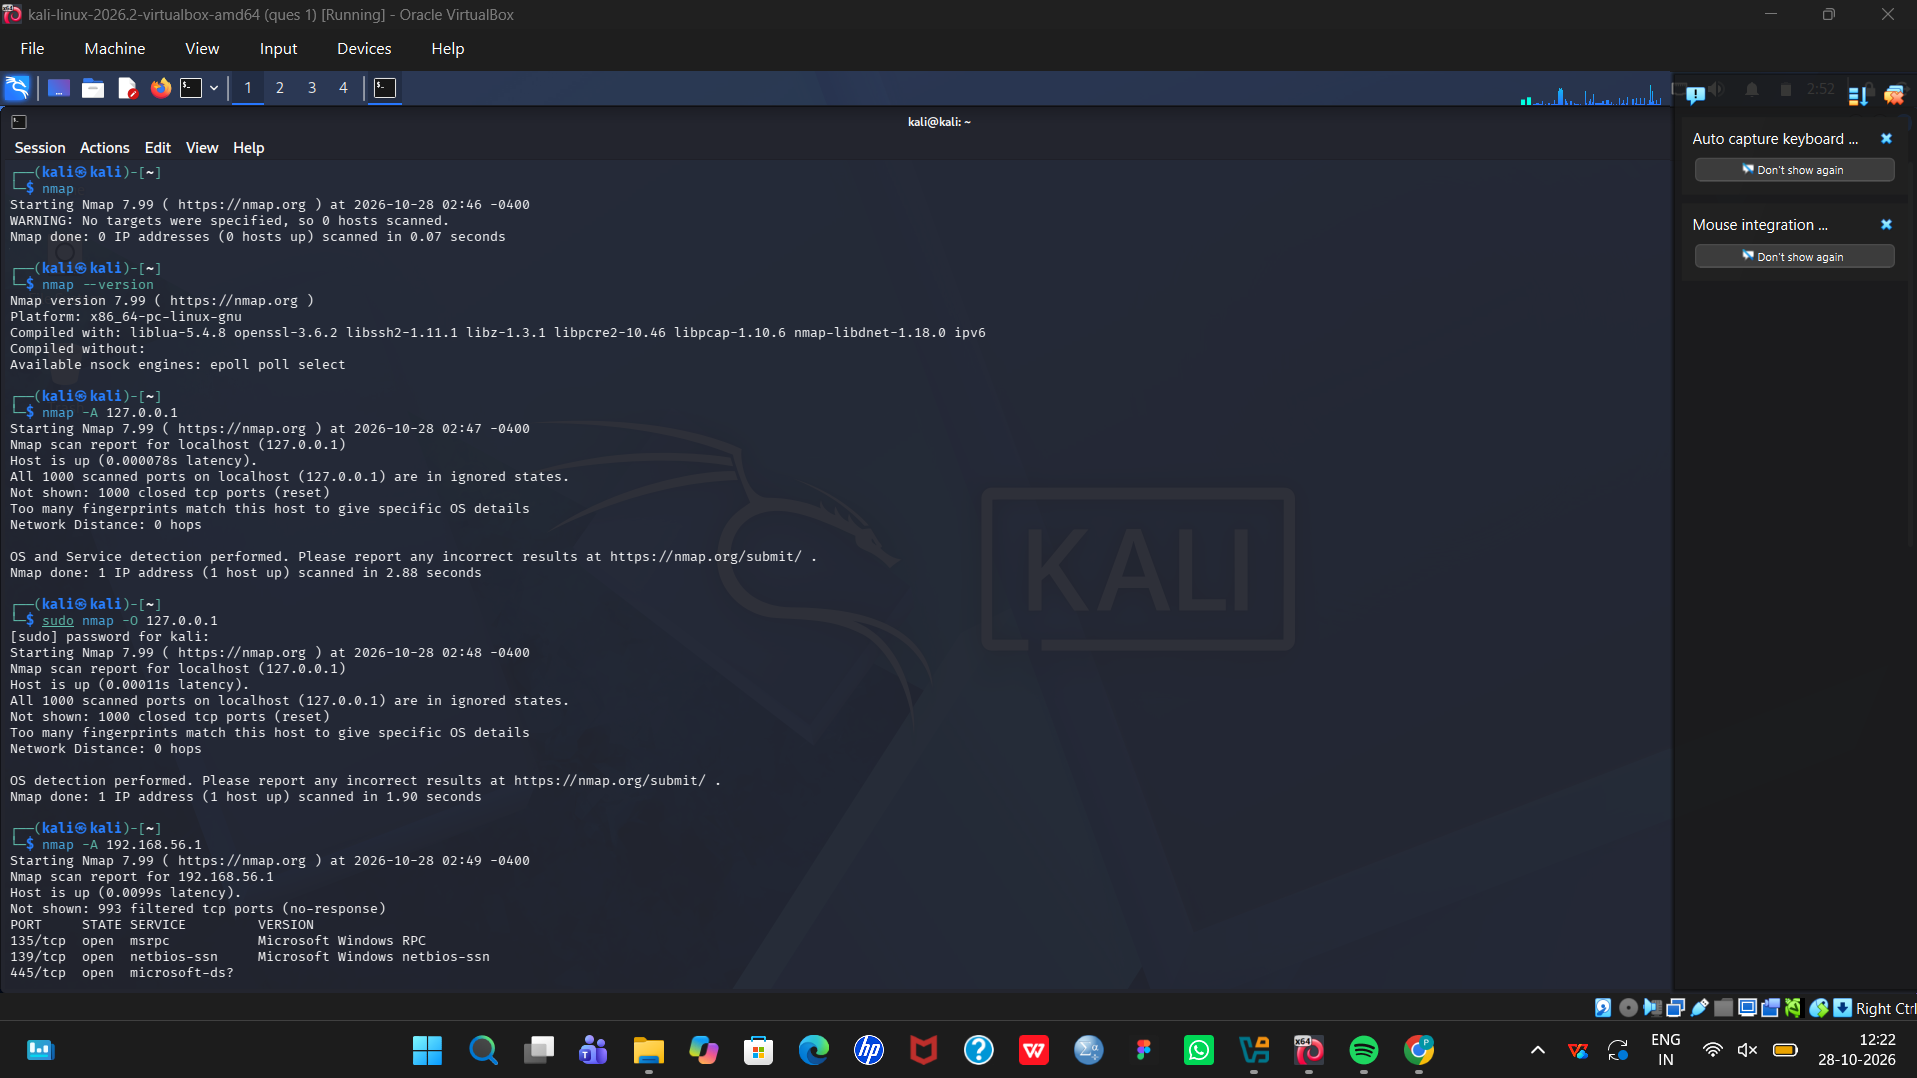 kali-linux-2026.2-virtualbox-amd64 (ques 1) [Running] - Oracle VirtualBox
File Machine View Input Devices Help
1 2 3 4
2:52
kali@kali: ~
Session Actions Edit View Help
┌──(kali㉿kali)-[~]
└─$ nmap
Starting Nmap 7.99 ( https://nmap.org ) at 2026-10-28 02:46 -0400
WARNING: No targets were specified, so 0 hosts scanned.
Nmap done: 0 IP addresses (0 hosts up) scanned in 0.07 seconds
┌──(kali㉿kali)-[~]
└─$ nmap --version
Nmap version 7.99 ( https://nmap.org )
Platform: x86_64-pc-linux-gnu
Compiled with: liblua-5.4.8 openssl-3.6.2 libssh2-1.11.1 libz-1.3.1 libpcre2-10.46 libpcap-1.10.6 nmap-libdnet-1.18.0 ipv6
Compiled without:
Available nsock engines: epoll poll select
┌──(kali㉿kali)-[~]
└─$ nmap -A 127.0.0.1
Starting Nmap 7.99 ( https://nmap.org ) at 2026-10-28 02:47 -0400
Nmap scan report for localhost (127.0.0.1)
Host is up (0.000078s latency).
All 1000 scanned ports on localhost (127.0.0.1) are in ignored states.
Not shown: 1000 closed tcp ports (reset)
Too many fingerprints match this host to give specific OS details
Network Distance: 0 hops
OS and Service detection performed. Please report any incorrect results at https://nmap.org/submit/ .
Nmap done: 1 IP address (1 host up) scanned in 2.88 seconds
┌──(kali㉿kali)-[~]
└─$ sudo nmap -O 127.0.0.1
[sudo] password for kali:
Starting Nmap 7.99 ( https://nmap.org ) at 2026-10-28 02:48 -0400
Nmap scan report for localhost (127.0.0.1)
Host is up (0.00011s latency).
All 1000 scanned ports on localhost (127.0.0.1) are in ignored states.
Not shown: 1000 closed tcp ports (reset)
Too many fingerprints match this host to give specific OS details
Network Distance: 0 hops
OS detection performed. Please report any incorrect results at https://nmap.org/submit/ .
Nmap done: 1 IP address (1 host up) scanned in 1.90 seconds
┌──(kali㉿kali)-[~]
└─$ nmap -A 192.168.56.1
Starting Nmap 7.99 ( https://nmap.org ) at 2026-10-28 02:49 -0400
Nmap scan report for 192.168.56.1
Host is up (0.0099s latency).
Not shown: 993 filtered tcp ports (no-response)
PORT STATE SERVICE VERSION
135/tcp open msrpc Microsoft Windows RPC
139/tcp open netbios-ssn Microsoft Windows netbios-ssn
445/tcp open microsoft-ds?
KALI
Auto capture keyboard ...
Don't show again
Mouse integration ...
Don't show again
Right Ctrl
ENG
IN
12:22
28-10-2026